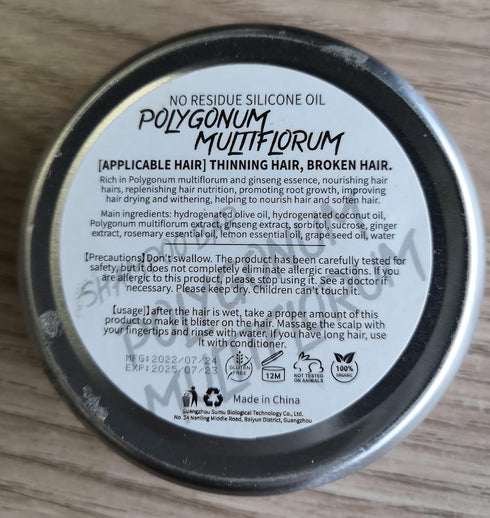 NO RESIDUE SILICONE OIL
POLYGONUM
MULTIFLORUM
[APPLICABLE HAIR] THINNING HAIR, BROKEN HAIR.
Rich in Polygonum multiflorum and ginseng essence, nourishing hair
hairs, replenishing hair nutrition, promoting root growth, improving
hair drying and withering, helping to nourish hair and soften hair.
Main ingredients: hydrogenated olive oil, hydrogenated coconut oil,
Polygonum multiflorum extract, ginseng extract, sorbitol, sucrose, ginger
extract, rosemary essential oil, lemon essential oil, grape seed oil, water
[Precautions]Don't swallow. The product has been carefully tested for
safety, but it does not completely eliminate allergic reactions. If you
are allergic to this product, please stop using it. See a doctor if
necessary. Please keep dry. Children can't touch it.
[usage]】after the hair is wet, take a proper amount of this
product to make it blister on the hair. Massage the scalp with
your fingertips and rinse with water. If you have long hair, use
it with conditioner.
MFG:2022/07/24
EXP:2025/07/23
GLUTEN
FREE
12M
NOT TESTED
ON ANIMALS
100%
ORGANIC
Made in China
Guangzhou Sumu Biological Technology Co., Ltd.
No. 24 Nanling Middle Road, Baiyun District, Guangzhou
POLYGONUM
MULTIFLORUM